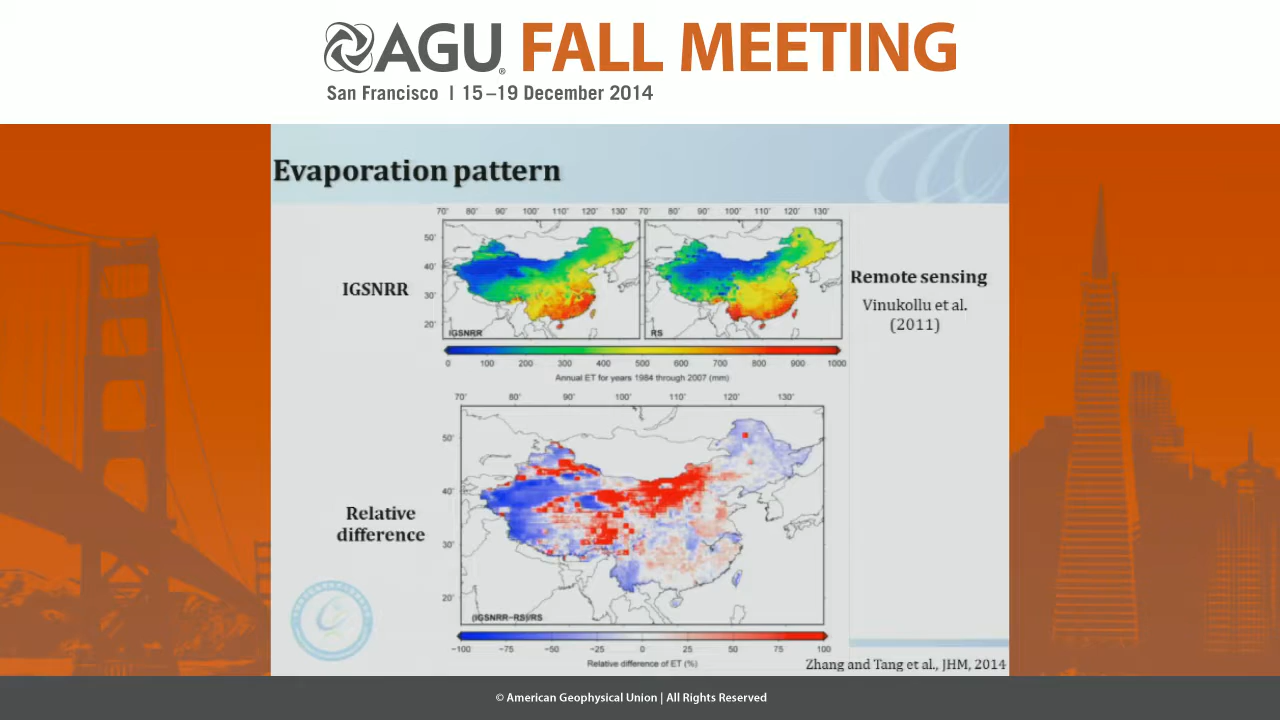 AGU FALL MEETING
San Francisco | 15–19 December 2014
Evaporation pattern
70° 80° 90° 100° 110° 120° 130° 70° 80° 90° 100° 110° 120° 130°
50°
40°
30°
20°
IGSNRR
IGSNRR
RS
Remote sensing
Vinukollu et al.
(2011)
0 100 200 300 400 500 600 700 800 900 1000
Annual ET for years 1984 through 2007 (mm)
70° 80° 90° 100° 110° 120° 130°
50°
40°
30°
20°
Relative
difference
(IGSNRR−RS)/RS
−100 −75 −50 −25 0 25 50 75 100
Relative difference of ET (%)
Zhang and Tang et al., JHM, 2014
© American Geophysical Union | All Rights Reserved